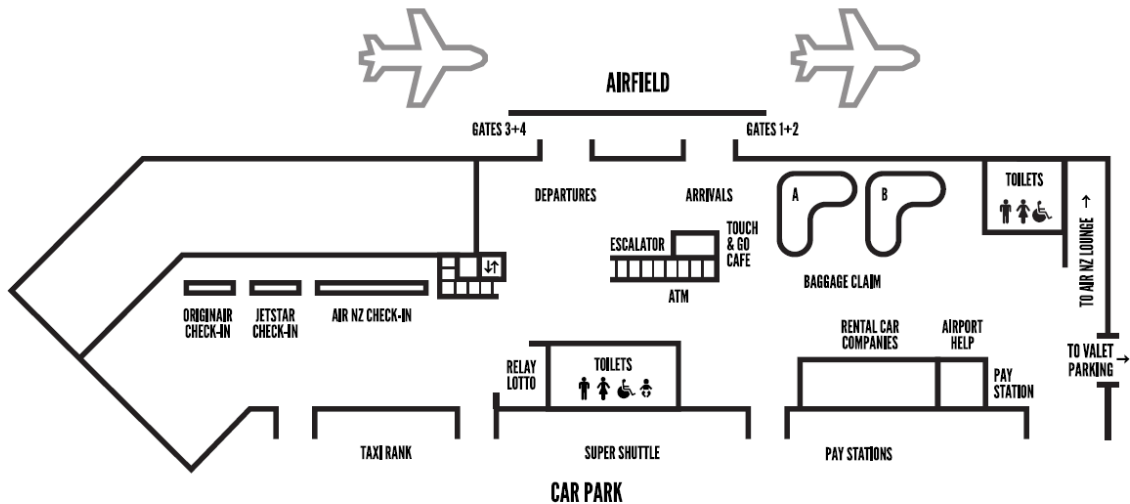 AIRFIELD
GATES 3+4
GATES 1+2
DEPARTURES
ARRIVALS
A
B
TOILETS
TO AIR NZ LOUNGE
ESCALATOR
TOUCH
& GO
CAFE
BAGGAGE CLAIM
ATM
ORIGINAIR
CHECK-IN
JETSTAR
CHECK-IN
AIR NZ CHECK-IN
RENTAL CAR
COMPANIES
AIRPORT
HELP
TO VALET
PARKING
RELAY
LOTTO
TOILETS
PAY
STATION
TAXI RANK
SUPER SHUTTLE
PAY STATIONS
CAR PARK